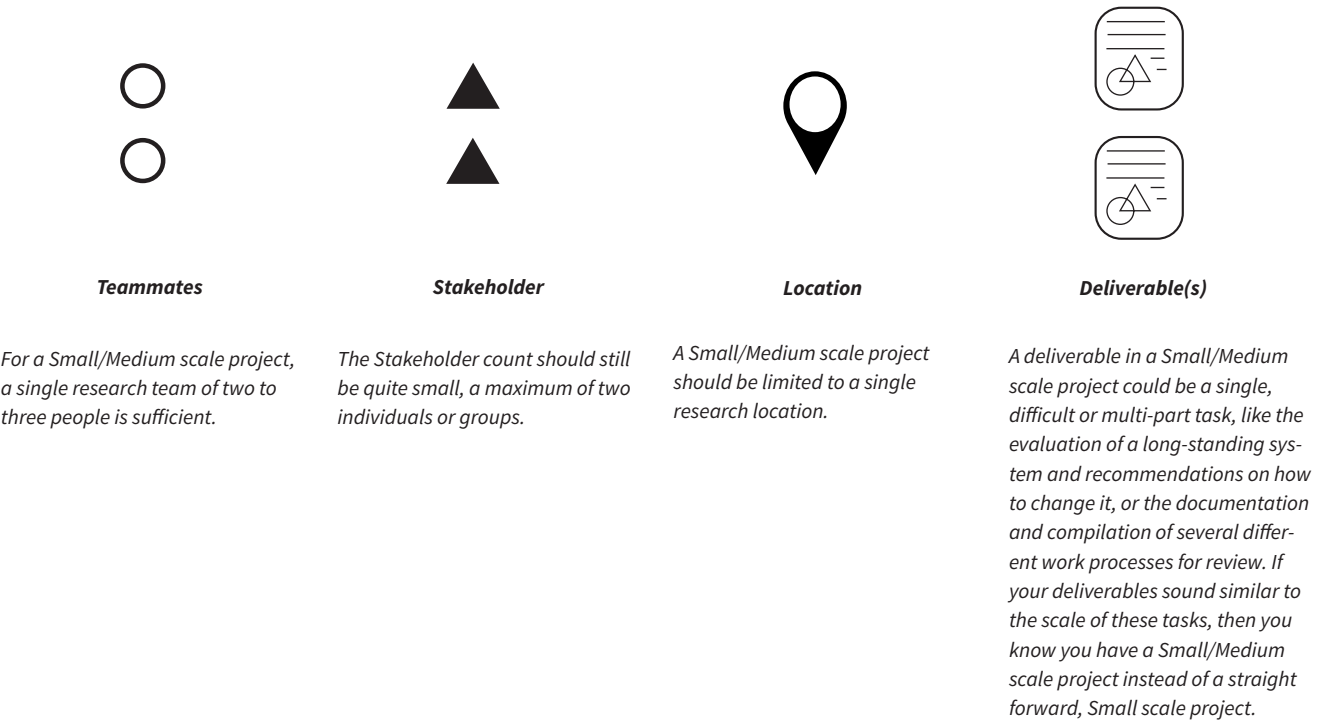 Teammates
For a Small/Medium scale project,
a single research team of two to
three people is sufficient.
Stakeholder
The Stakeholder count should still
be quite small, a maximum of two
individuals or groups.
Location
A Small/Medium scale project
should be limited to a single
research location.
Deliverable(s)
A deliverable in a Small/Medium
scale project could be a single,
difficult or multi-part task, like the
evaluation of a long-standing sys-
tem and recommendations on how
to change it, or the documentation
and compilation of several differ-
ent work processes for review. If
your deliverables sound similar to
the scale of these tasks, then you
know you have a Small/Medium
scale project instead of a straight
forward, Small scale project.